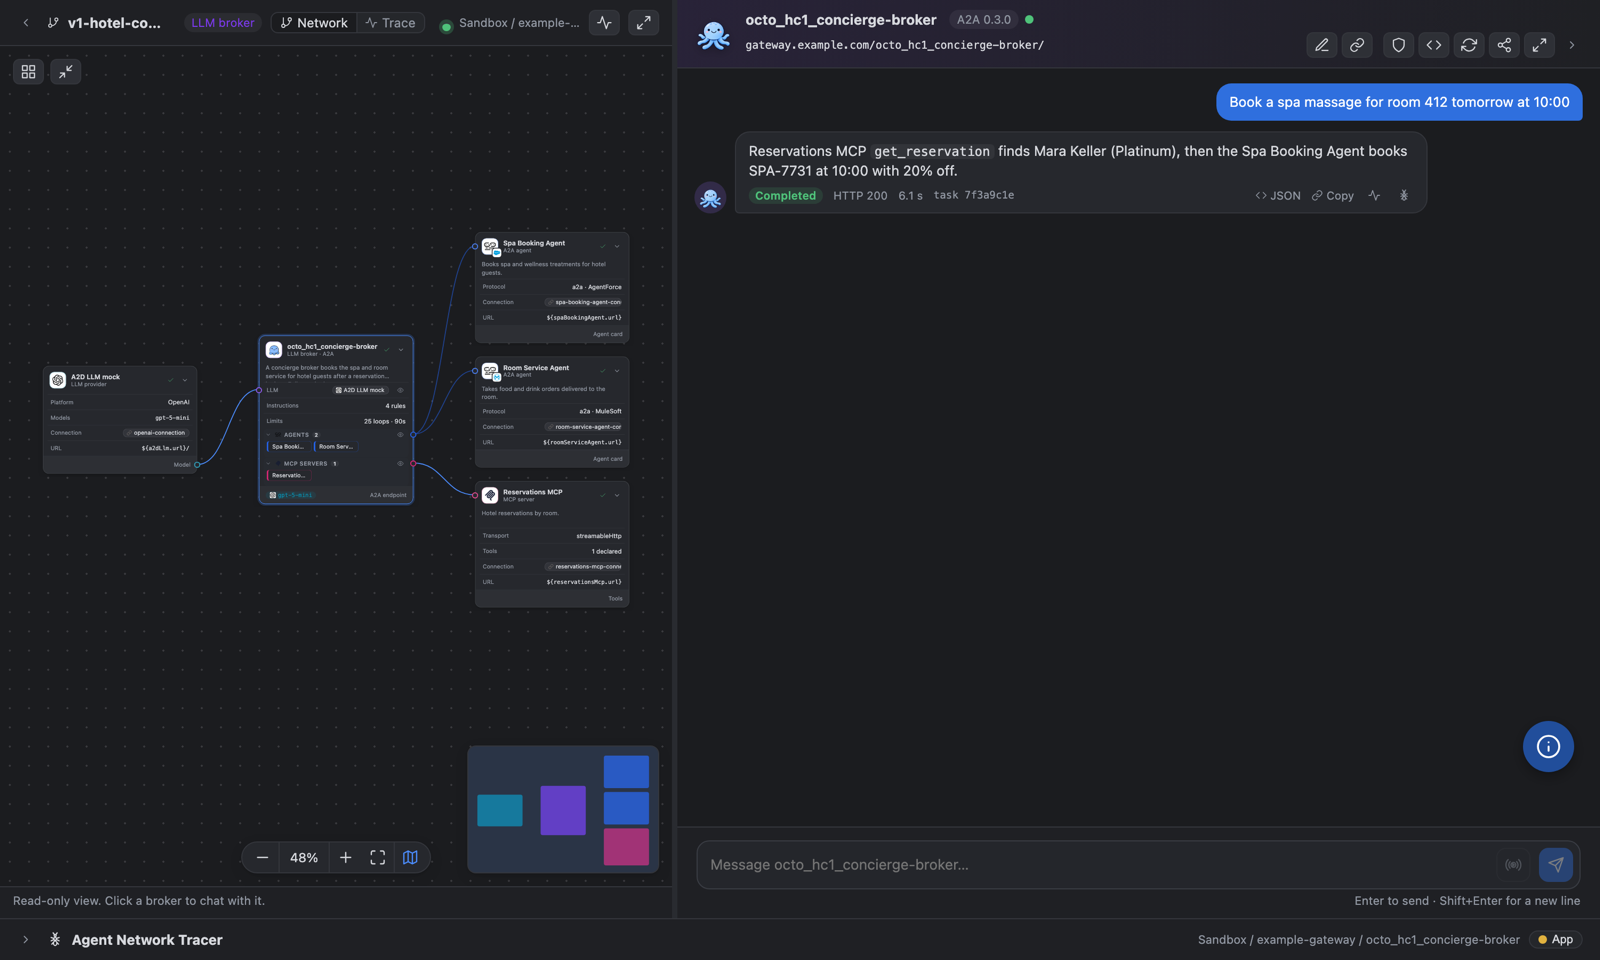 v1-hotel-co...
LLM broker
Network
Trace
Sandbox / example-...
octo_hc1_concierge-broker
A2A 0.3.0
gateway.example.com/octo_hc1_concierge-broker/
Book a spa massage for room 412 tomorrow at 10:00
Reservations MCP get_reservation finds Mara Keller (Platinum), then the Spa Booking Agent books
SPA-7731 at 10:00 with 20% off.
Completed
HTTP 200
6.1 s
task 7f3a9c1e
JSON
Copy
A2D LLM mock
LLM provider
Platform
OpenAI
Models
gpt-5-mini
Connection
openai-connection
URL
${a2dLlm.url}/
Model
octo_hc1_concierge-broker
LLM broker · A2A
A concierge broker books the spa and room
service for hotel guests after a reservation...
LLM
A2D LLM mock
Instructions
4 rules
Limits
25 loops · 90s
AGENTS 2
Spa Booki...
Room Serv...
MCP SERVERS 1
Reservatio...
gpt-5-mini
A2A endpoint
Spa Booking Agent
A2A agent
Books spa and wellness treatments for hotel
guests.
Protocol
a2a · AgentForce
Connection
spa-booking-agent-con
URL
${spaBookingAgent.url}
Agent card
Room Service Agent
A2A agent
Takes food and drink orders delivered to the
room.
Protocol
a2a · MuleSoft
Connection
room-service-agent-cor
URL
${roomServiceAgent.url}
Agent card
Reservations MCP
MCP server
Hotel reservations by room.
Transport
streamableHttp
Tools
1 declared
Connection
reservations-mcp-conn
URL
${reservationsMcp.url}
Tools
48%
Read-only view. Click a broker to chat with it.
Message octo_hc1_concierge-broker...
Enter to send · Shift+Enter for a new line
Agent Network Tracer
Sandbox / example-gateway / octo_hc1_concierge-broker
App